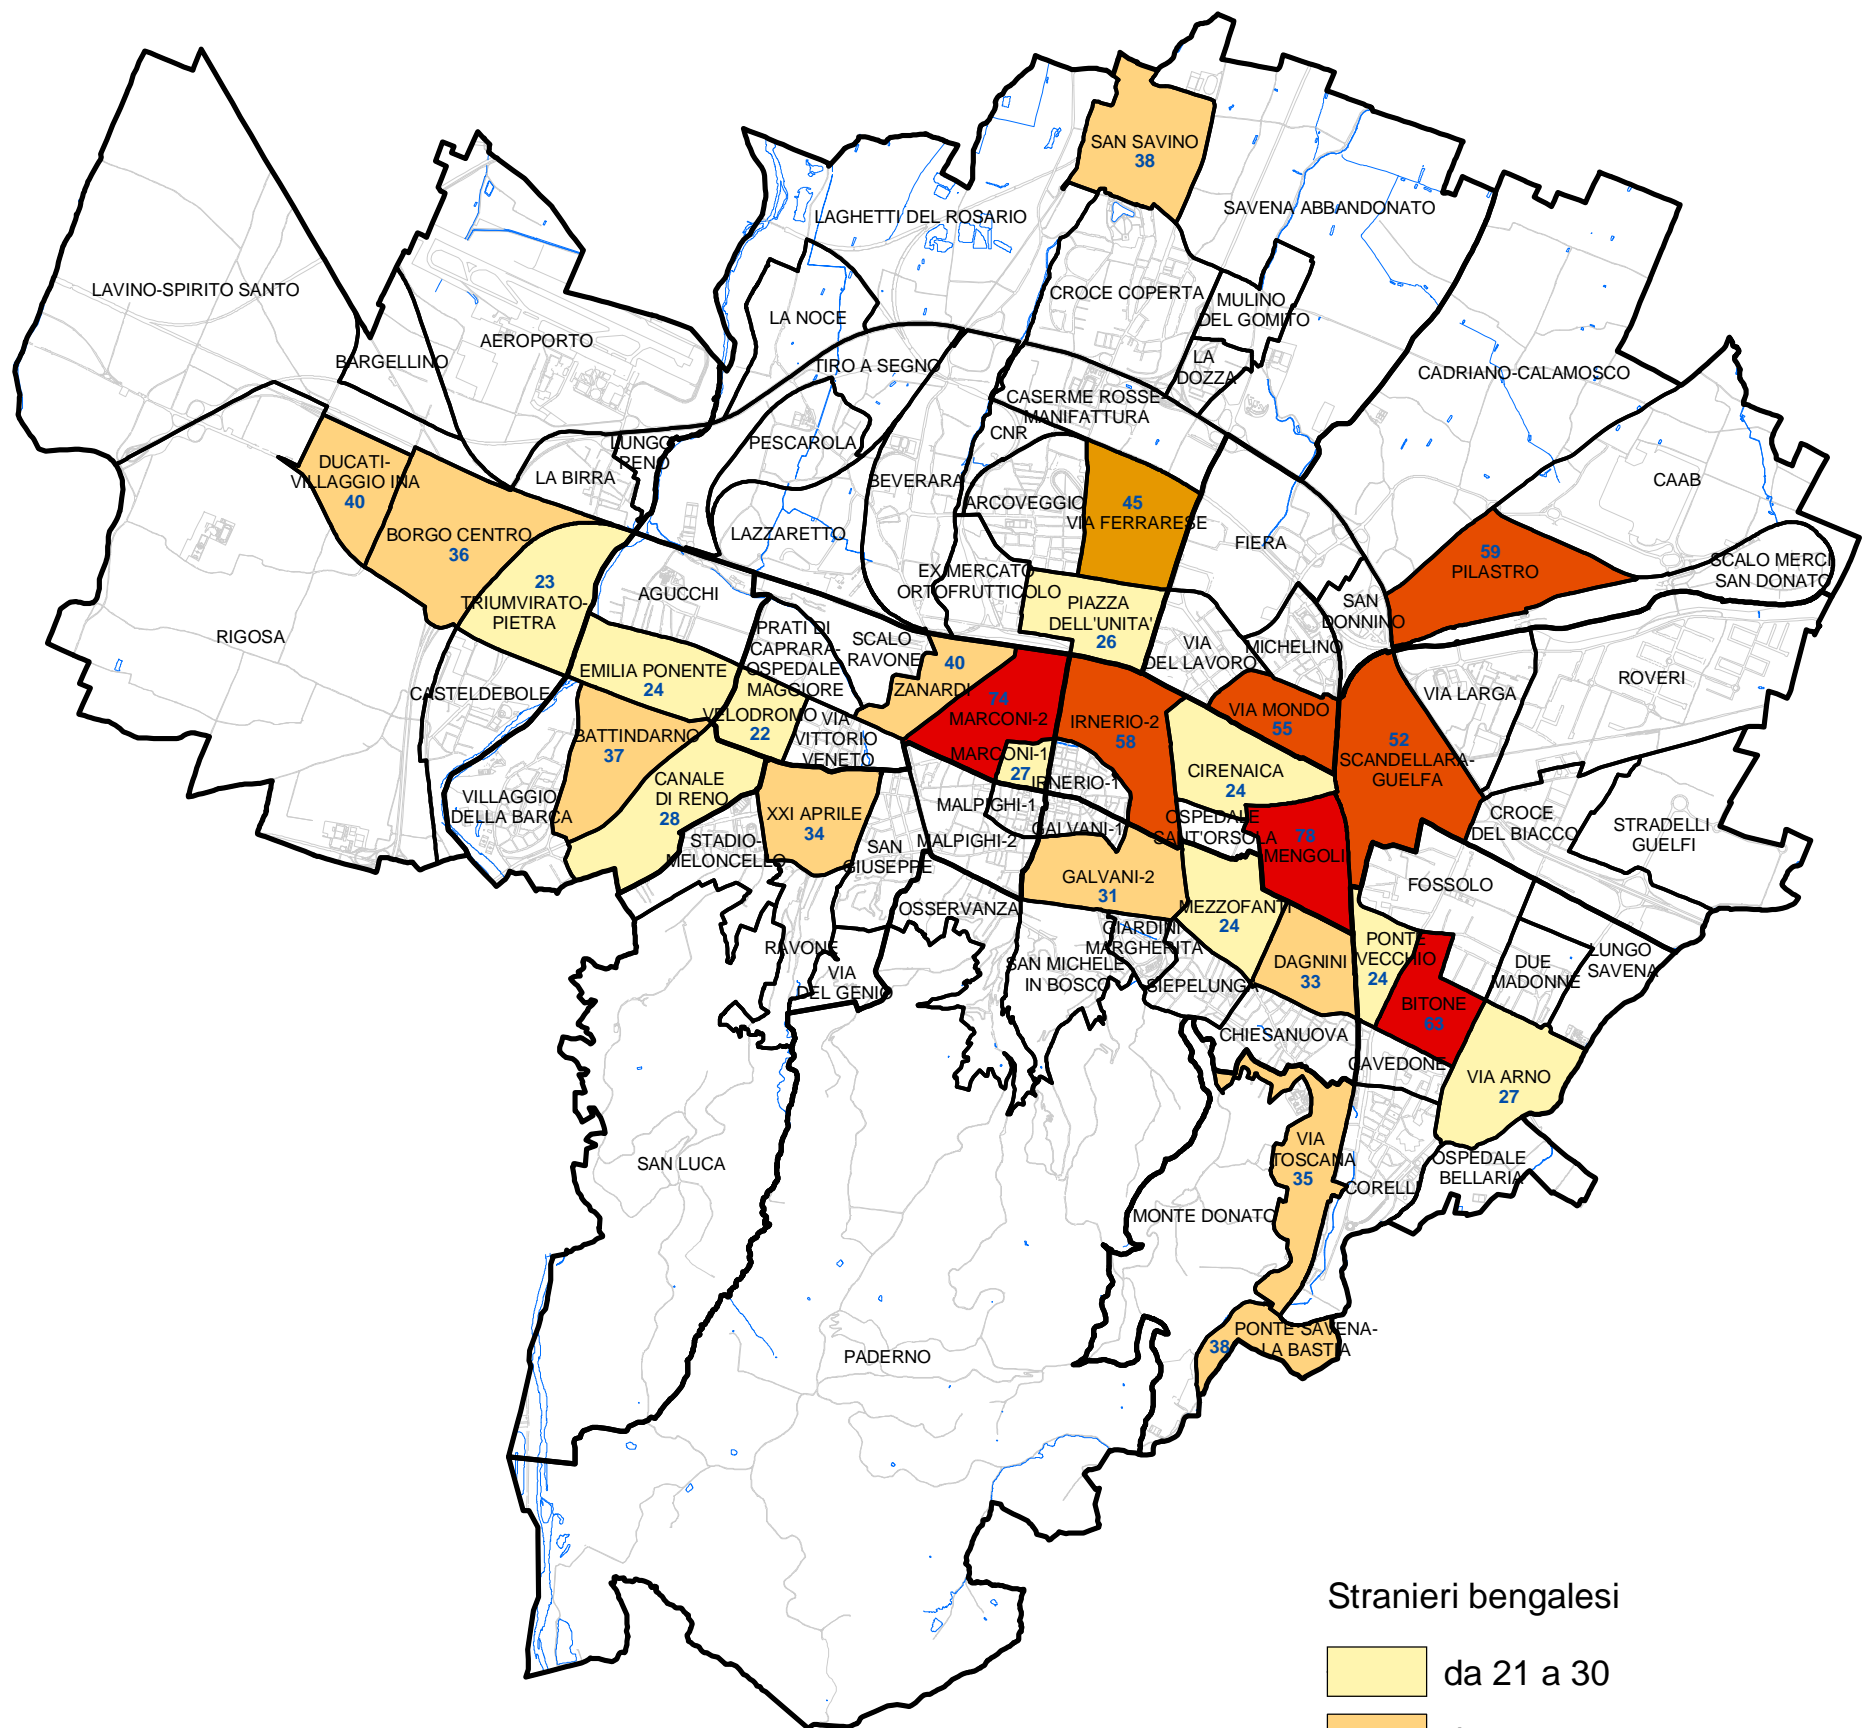 SAN SAVINO
38
LAGHETTI DEL ROSARIO
SAVENA ABBANDONATO
LAVINO-SPIRITO SANTO
CROCE COPERTA
MULINO
DEL GOMITO
LA NOCE
AEROPORTO
BARGELLINO
TIRO A SEGNO
LA
DOZZA
CADRIANO-CALAMOSCO
CASERME ROSSE-
MANIFATTURA
CNR
LUNGO
RENO
PESCAROLA
DUCATI-
VILLAGGIO INA
40
LA BIRRA
BEVERARA
ARCOVEGGIO
45
VIA FERRARESE
CAAB
BORGO CENTRO
36
LAZZARETTO
FIERA
59
PILASTRO
SCALO MERCI
SAN DONATO
23
TRIUMVIRATO-
PIETRA
AGUCCHI
EX MERCATO
ORTOFRUTTICOLO
PIAZZA
DELL'UNITA'
26
SAN
DONNINO
RIGOSA
PRATI DI
CAPRARA-
OSPEDALE
MAGGIORE
SCALO
RAVONE
VIA
DEL LAVORO
MICHELINO
EMILIA PONENTE
24
40
ZANARDI
ROVERI
CASTELDEBOLE
VIA LARGA
74
MARCONI-2
IRNERIO-2
58
VIA MONDO
55
VELODROMO
22
VIA
VITTORIO
VENETO
BATTINDARNO
37
52
SCANDELLARA-
GUELFA
MARCONI-1
27
IRNERIO-1
CIRENAICA
24
CANALE
DI RENO
28
VILLAGGIO
DELLA BARCA
XXI APRILE
34
MALPIGHI-1
GALVANI-1
OSPEDALE
SANT'ORSOLA
CROCE
DEL BIACCO
STRADELLI
GUELFI
STADIO-
MELONCELLO
SAN
GIUSEPPE
MALPIGHI-2
78
MENGOLI
GALVANI-2
31
FOSSOLO
OSSERVANZA
MEZZOFANTI
24
GIARDINI
MARGHERITA
RAVONE
PONTE
VECCHIO
24
LUNGO
SAVENA
SAN MICHELE
IN BOSCO
DAGNINI
33
DUE
MADONNE
VIA
DEL GENIO
SIEPELUNGA
BITONE
63
CHIESANUOVA
CAVEDONE
VIA ARNO
27
SAN LUCA
VIA
TOSCANA
35
OSPEDALE
BELLARIA
CORELLI
MONTE DONATO
PADERNO
38
PONTE SAVENA-
LA BASTIA
Stranieri bengalesi
da 21 a 30